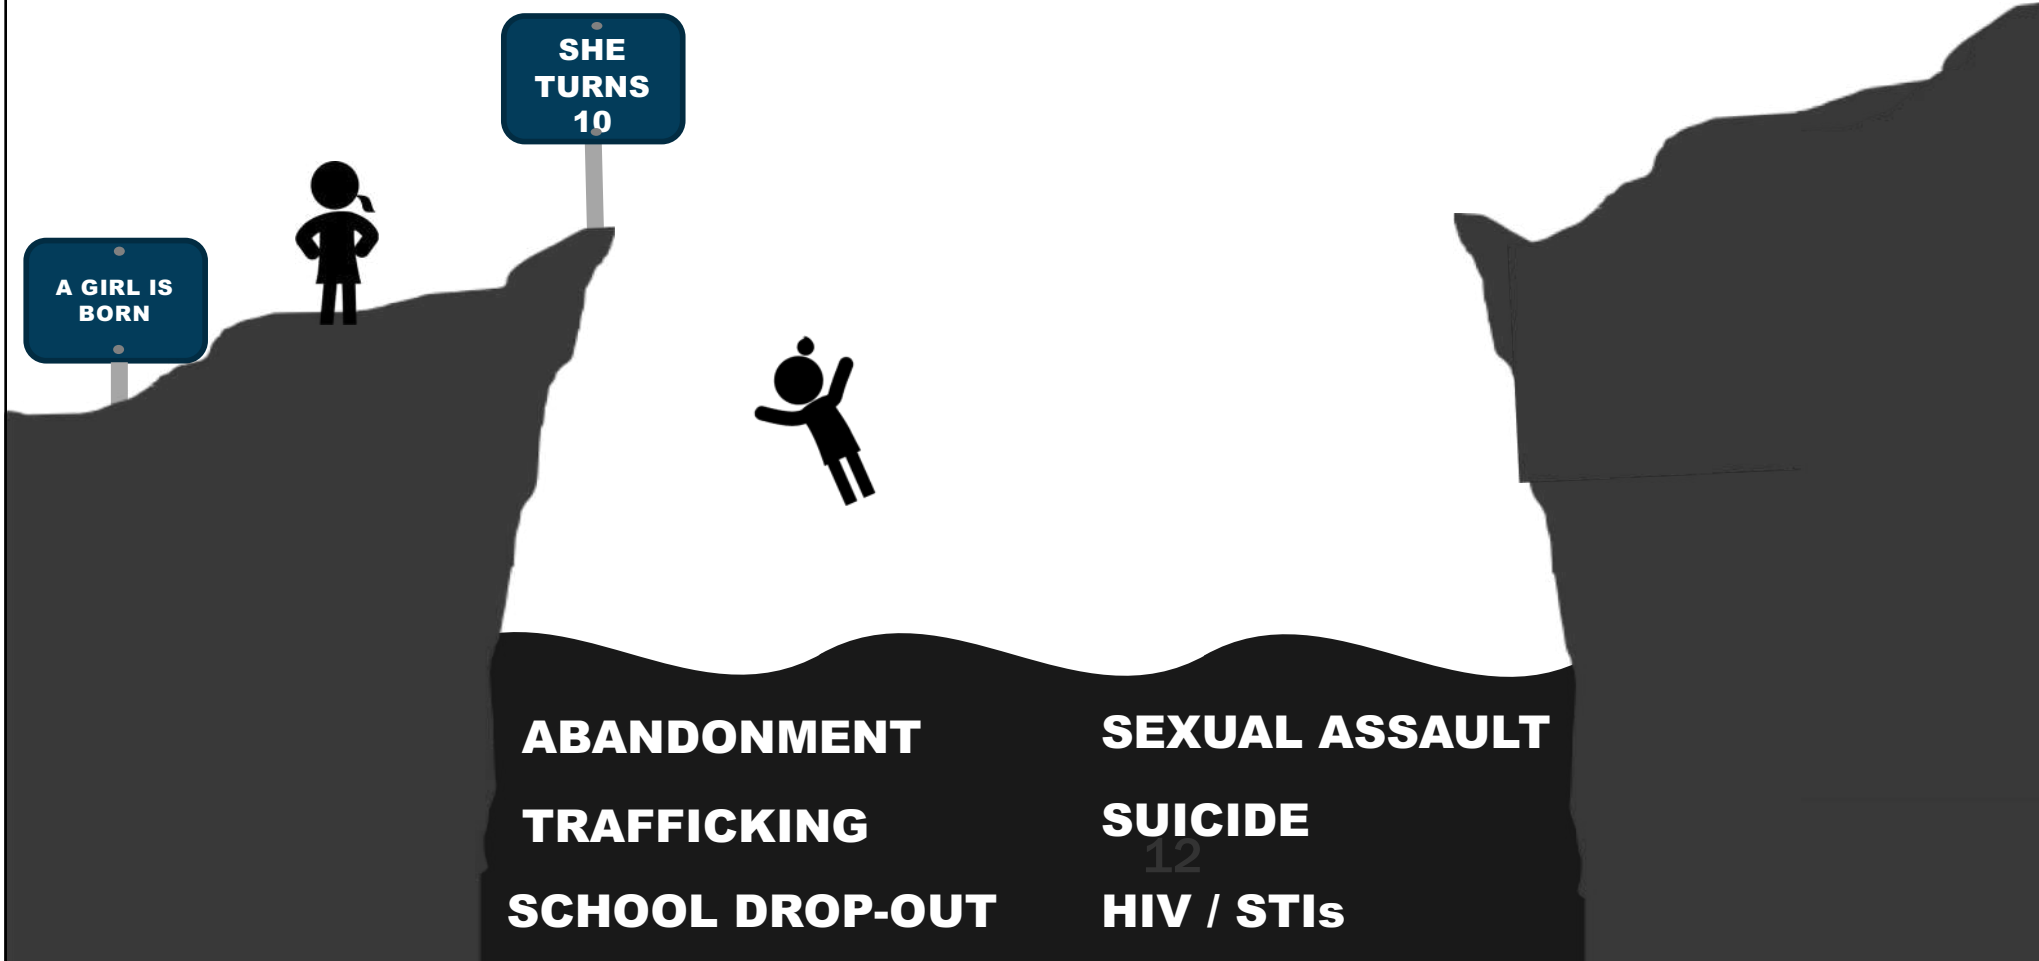 SHE
TURNS
10
A GIRL IS
BORN
ABANDONMENT
SEXUAL ASSAULT
TRAFFICKING
SUICIDE
12
SCHOOL DROP-OUT
HIV / STIs